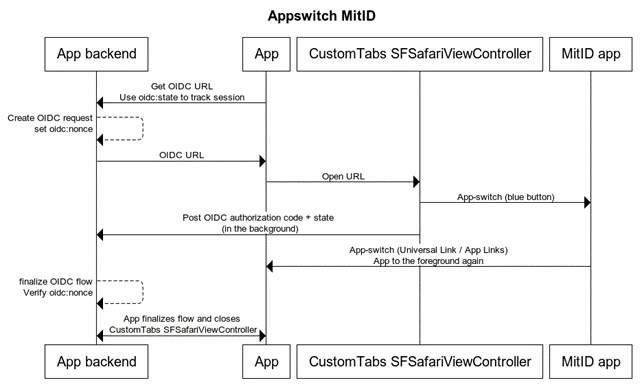 Appswitch MitID
App backend
App
CustomTabs SFSafariViewController
MitID app
Get OIDC URL
Use oidc:state to track session
Create OIDC request
set oidc:nonce
OIDC URL
Open URL
App-switch (blue button)
Post OIDC authorization code + state
(in the background)
App-switch (Universal Link / App Links)
App to the foreground again
finalize OIDC flow
Verify oidc:nonce
App finalizes flow and closes
CustomTabs SFSafariViewController
App backend
App
CustomTabs SFSafariViewController
MitID app